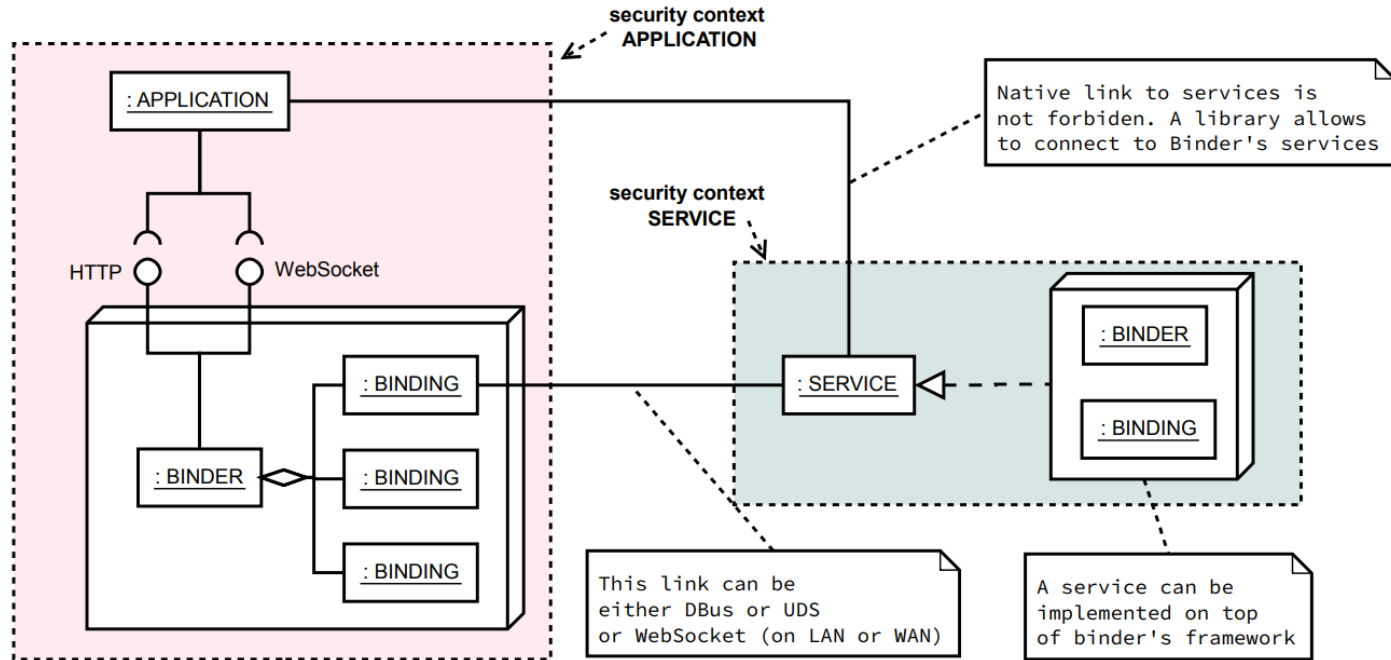 security context
APPLICATION
: APPLICATION
Native link to services is
not forbiden. A library allows
to connect to Binder's services
security context
SERVICE
HTTP
WebSocket
: BINDER
: BINDING
: SERVICE
: BINDING
: BINDER
: BINDING
: BINDING
This link can be
either DBus or UDS
or WebSocket (on LAN or WAN)
A service can be
implemented on top
of binder's framework